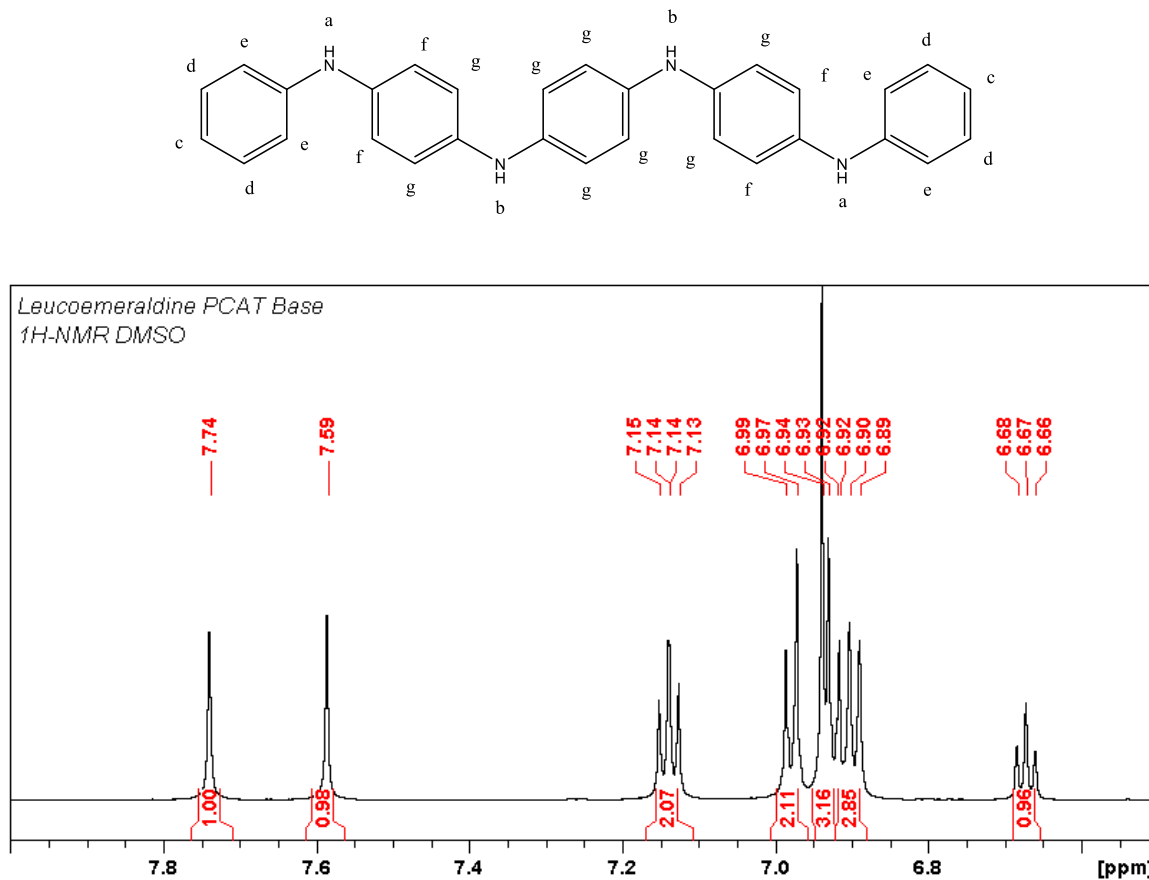 a b
H H
N N
e f g g g d
d g g f e c
c e f g g f d
d g g g f e
N N
H H
b a
Leucoemeraldine PCAT Base
1H-NMR DMSO
7.74 7.59 7.15 7.14 7.14 7.13 6.99 6.97 6.94 6.93 6.92 6.92 6.90 6.89 6.68 6.67 6.66
1.00 0.98 2.07 2.11 3.16 2.85 0.96
7.8 7.6 7.4 7.2 7.0 6.8 [ppm]